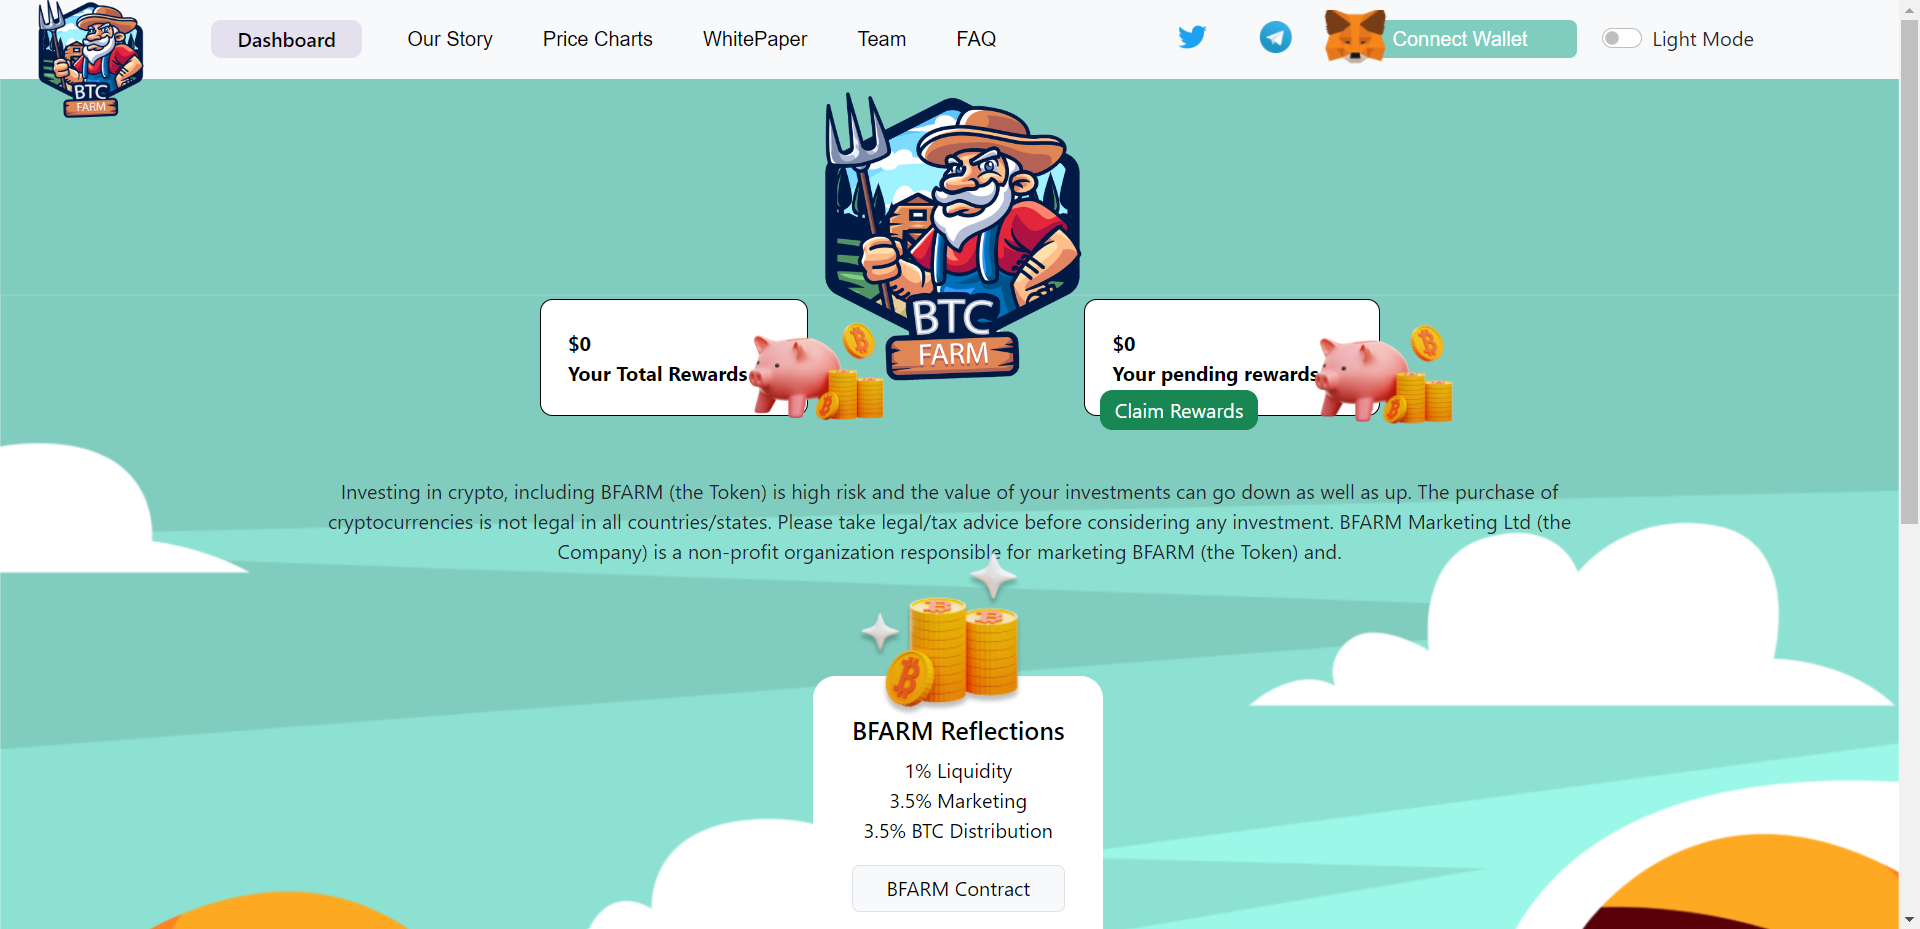 BTC
FARM
Dashboard
Our Story
Price Charts
WhitePaper
Team
FAQ
Connect Wallet
Light Mode
BTC
FARM
$0
Your Total Rewards
$0
Your pending rewards
Claim Rewards
Investing in crypto, including BFARM (the Token) is high risk and the value of your investments can go down as well as up. The purchase of
cryptocurrencies is not legal in all countries/states. Please take legal/tax advice before considering any investment. BFARM Marketing Ltd (the
Company) is a non-profit organization responsible for marketing BFARM (the Token) and.
BFARM Reflections
1% Liquidity
3.5% Marketing
3.5% BTC Distribution
BFARM Contract